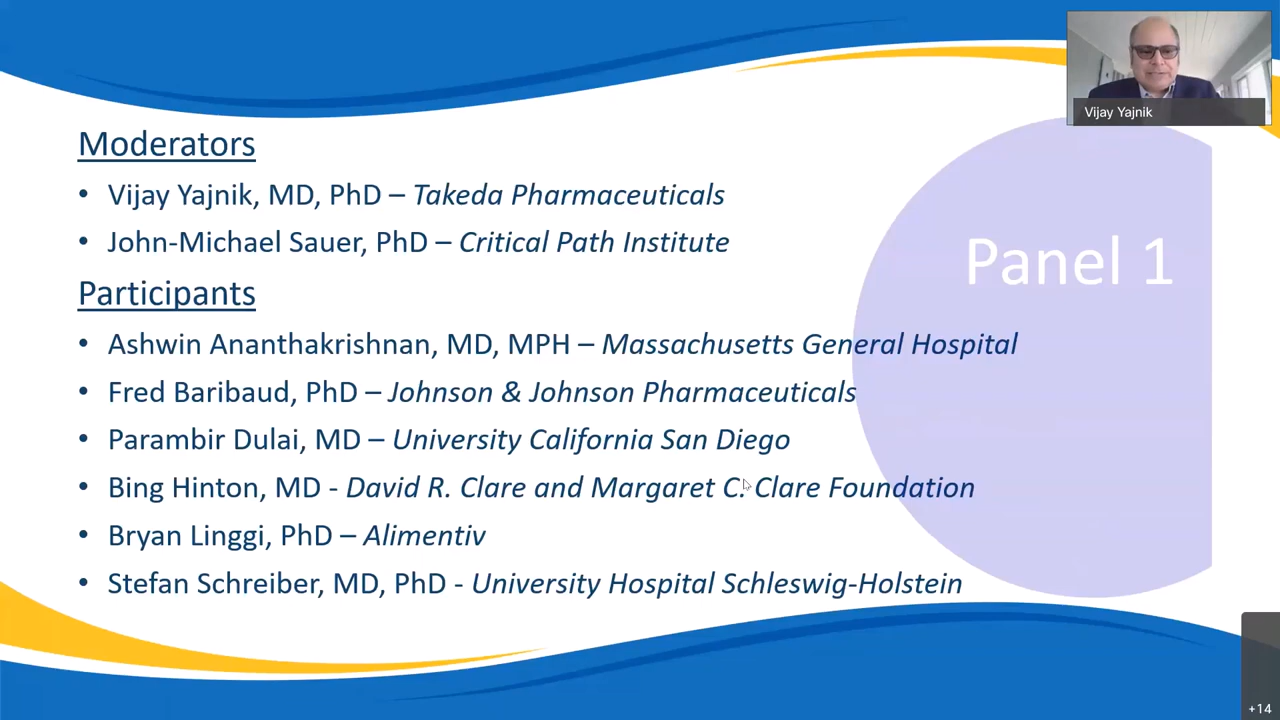 Vijay Yajnik
Moderators
• Vijay Yajnik, MD, PhD – Takeda Pharmaceuticals
• John-Michael Sauer, PhD – Critical Path Institute
Participants
• Ashwin Ananthakrishnan, MD, MPH – Massachusetts General Hospital
• Fred Baribaud, PhD – Johnson & Johnson Pharmaceuticals
• Parambir Dulai, MD – University California San Diego
• Bing Hinton, MD - David R. Clare and Margaret C. Clare Foundation
• Bryan Linggi, PhD – Alimentiv
• Stefan Schreiber, MD, PhD - University Hospital Schleswig-Holstein
Panel 1
+14